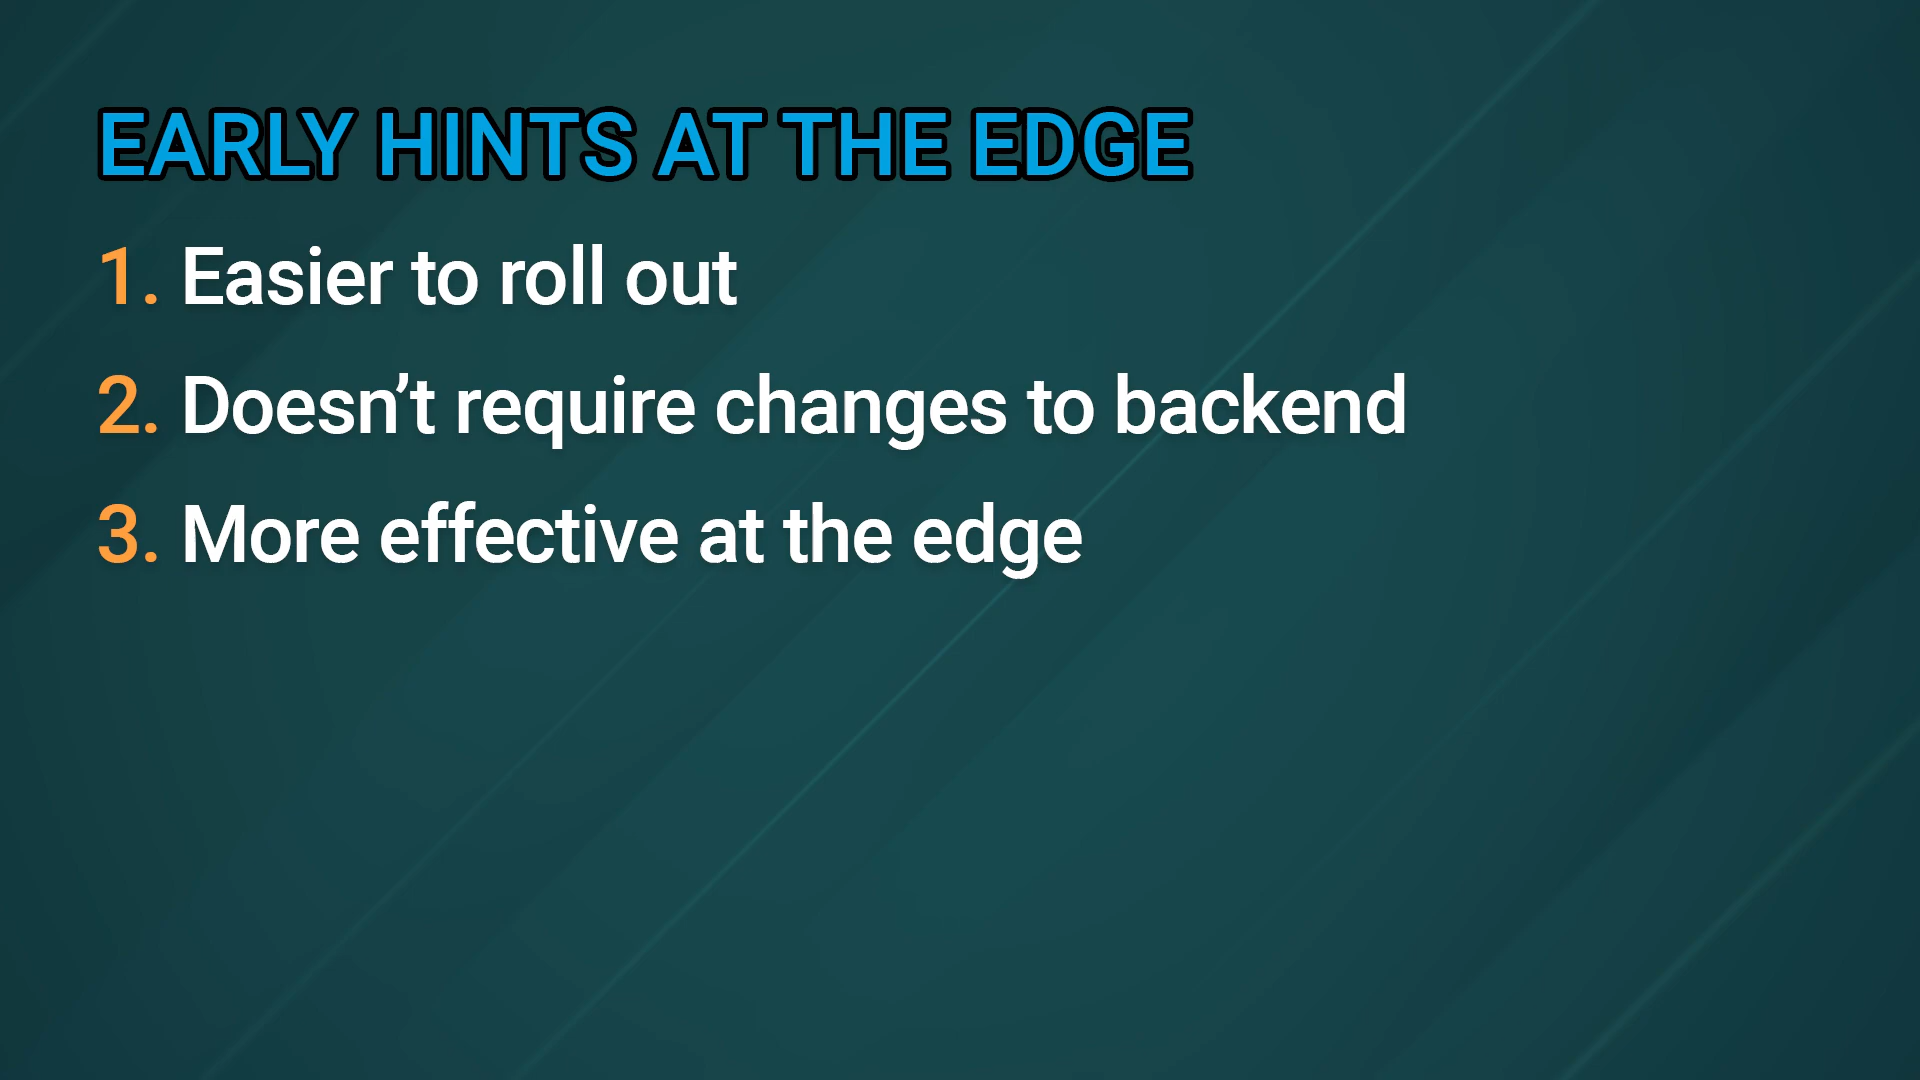 EARLY HINTS AT THE EDGE
1. Easier to roll out
2. Doesn’t require changes to backend
3. More effective at the edge